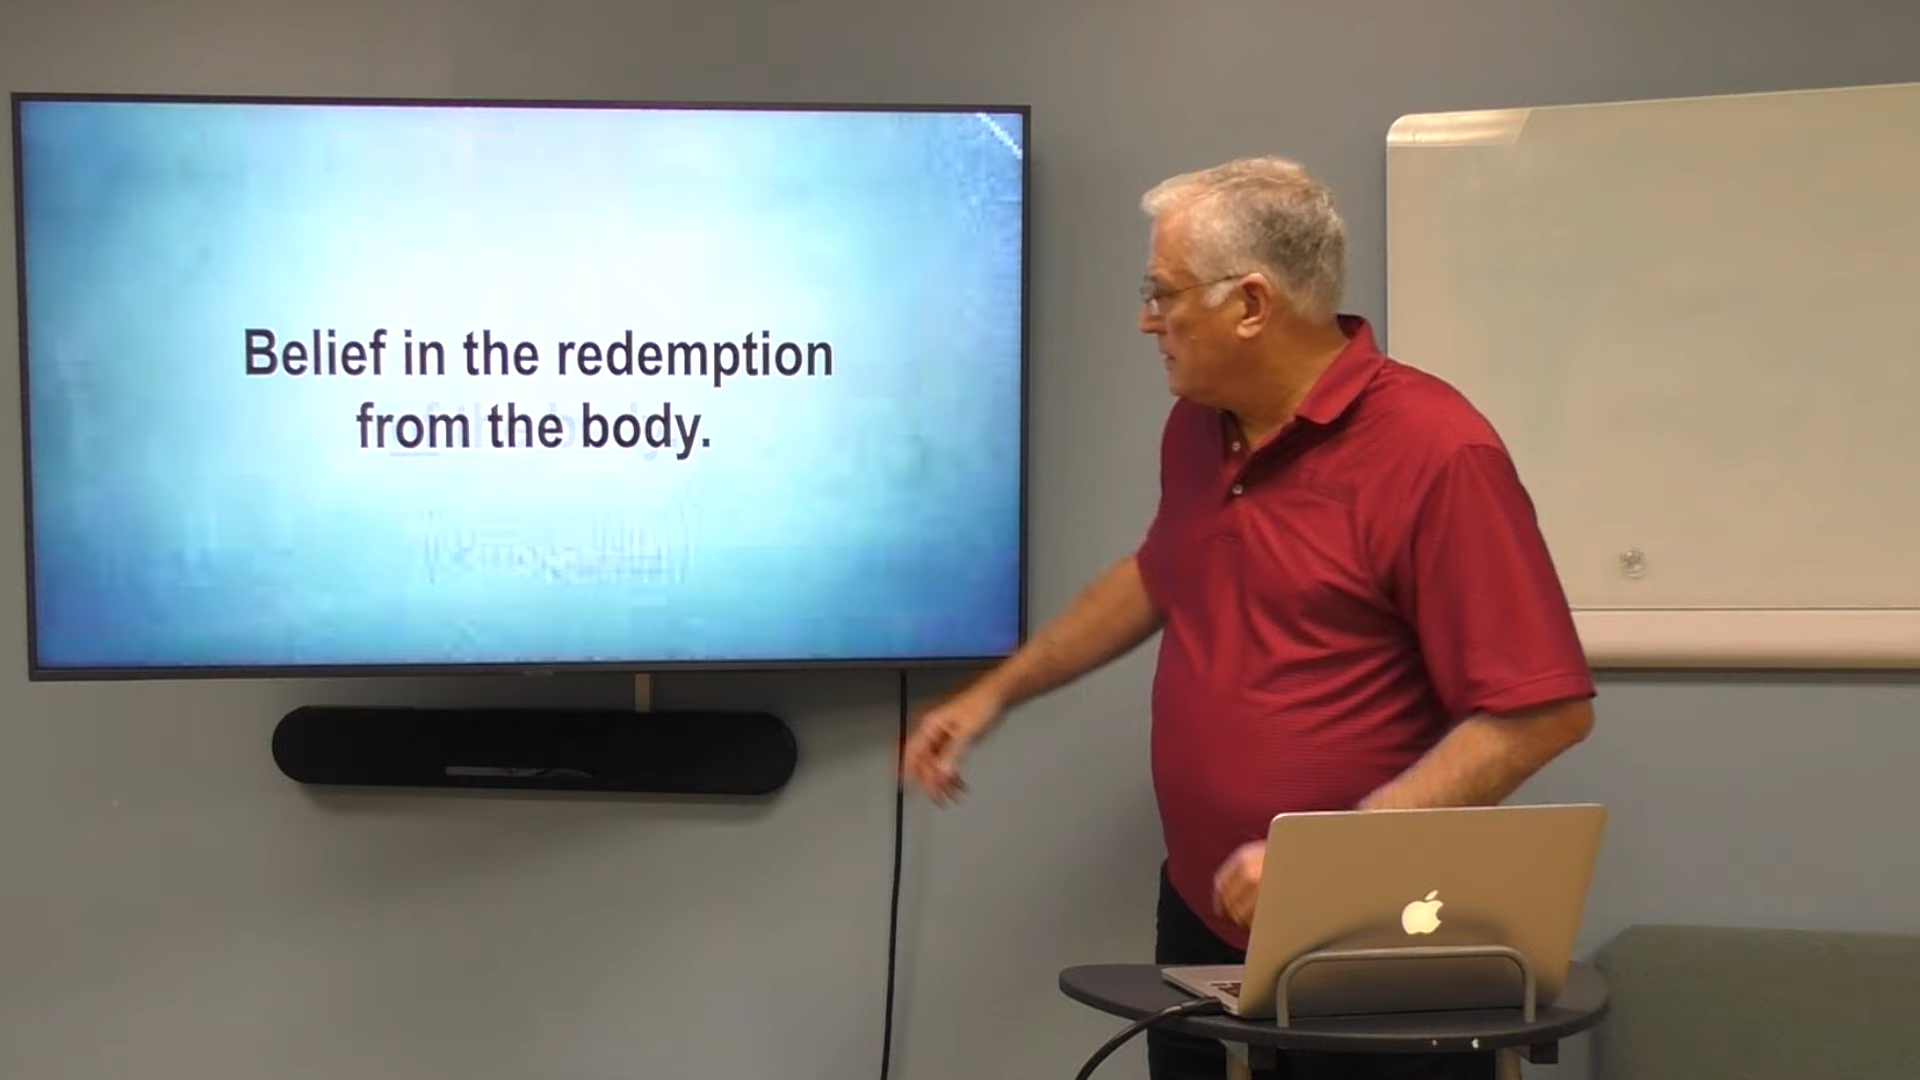 Belief in the redemption
from the body.